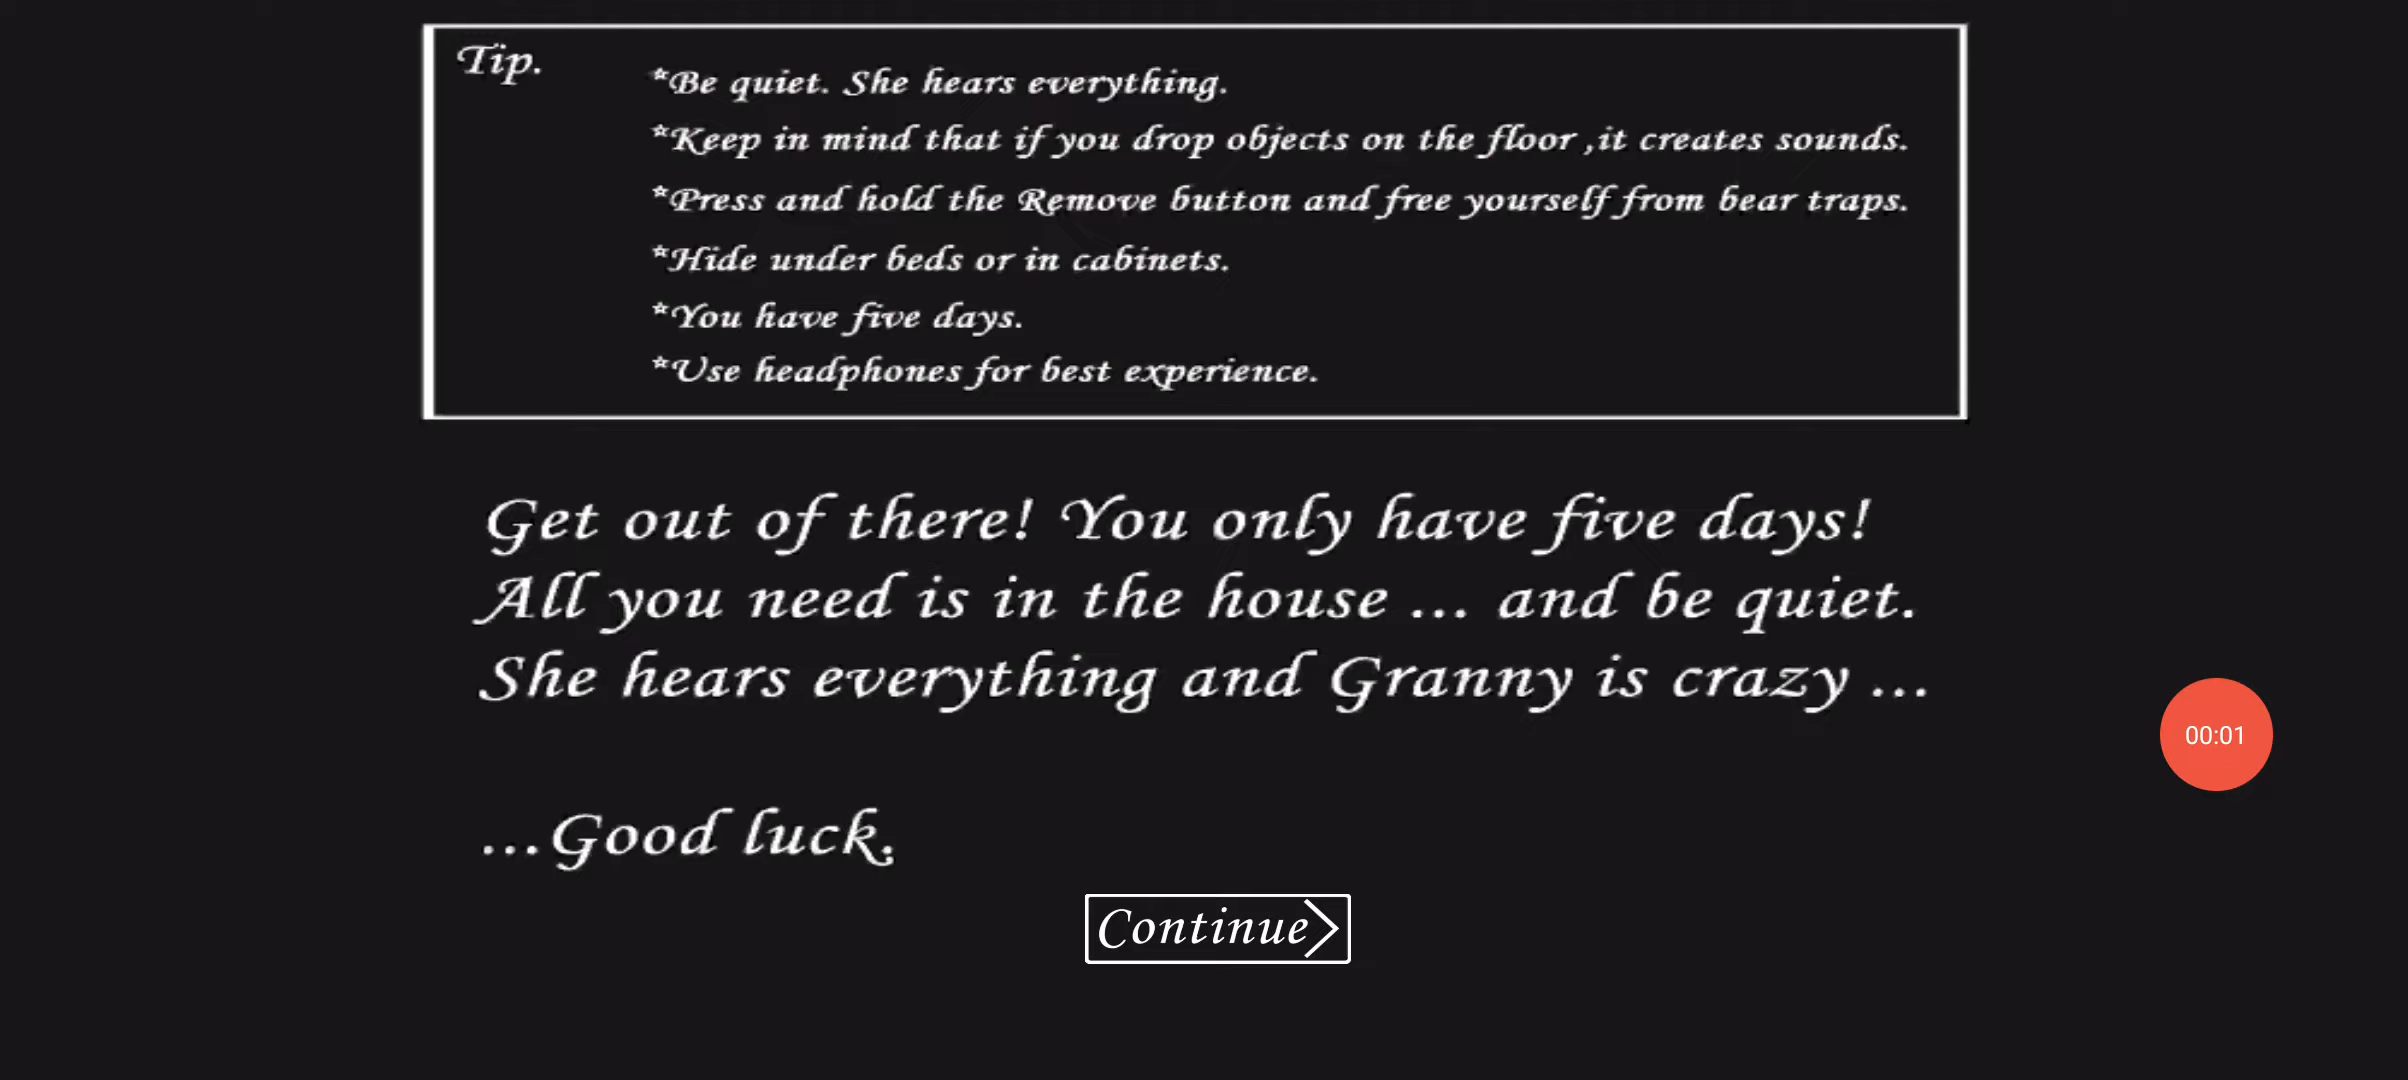 Tip.
*Be quiet. She hears everything.
*Keep in mind that if you drop objects on the floor ,it creates sounds.
*Press and hold the Remove button and free yourself from bear traps.
*Hide under beds or in cabinets.
*You have five days.
*Use headphones for best experience.
Get out of there! You only have five days!
All you need is in the house ... and be quiet.
She hears everything and Granny is crazy ...
...Good luck.
Continue
00:01